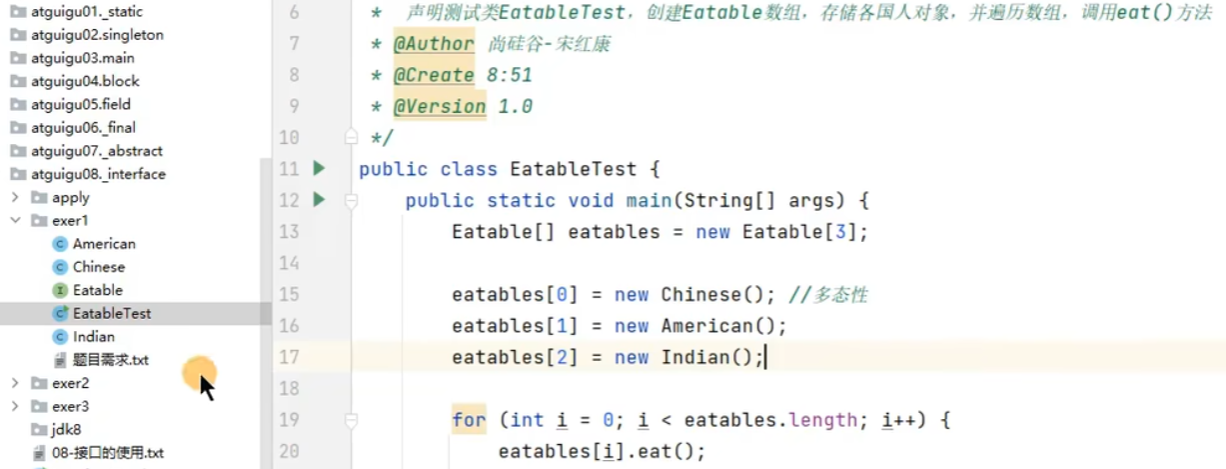 atguigu01._static
atguigu02.singleton
atguigu03.main
atguigu04.block
atguigu05.field
atguigu06._final
atguigu07._abstract
atguigu08._interface
apply
exer1
American
Chinese
Eatable
EatableTest
Indian
题目需求.txt
exer2
exer3
jdk8
08-接口的使用.txt
6 * 声明测试类EatableTest，创建Eatable数组，存储各国人对象，并遍历数组，调用eat()方法
7 * @Author 尚硅谷-宋红康
8 * @Create 8:51
9 * @Version 1.0
10 */
11 public class EatableTest {
12 public static void main(String[] args) {
13 Eatable[] eatables = new Eatable[3];
14
15 eatables[0] = new Chinese(); //多态性
16 eatables[1] = new American();
17 eatables[2] = new Indian();
18
19 for (int i = 0; i < eatables.length; i++) {
20 eatables[i].eat();